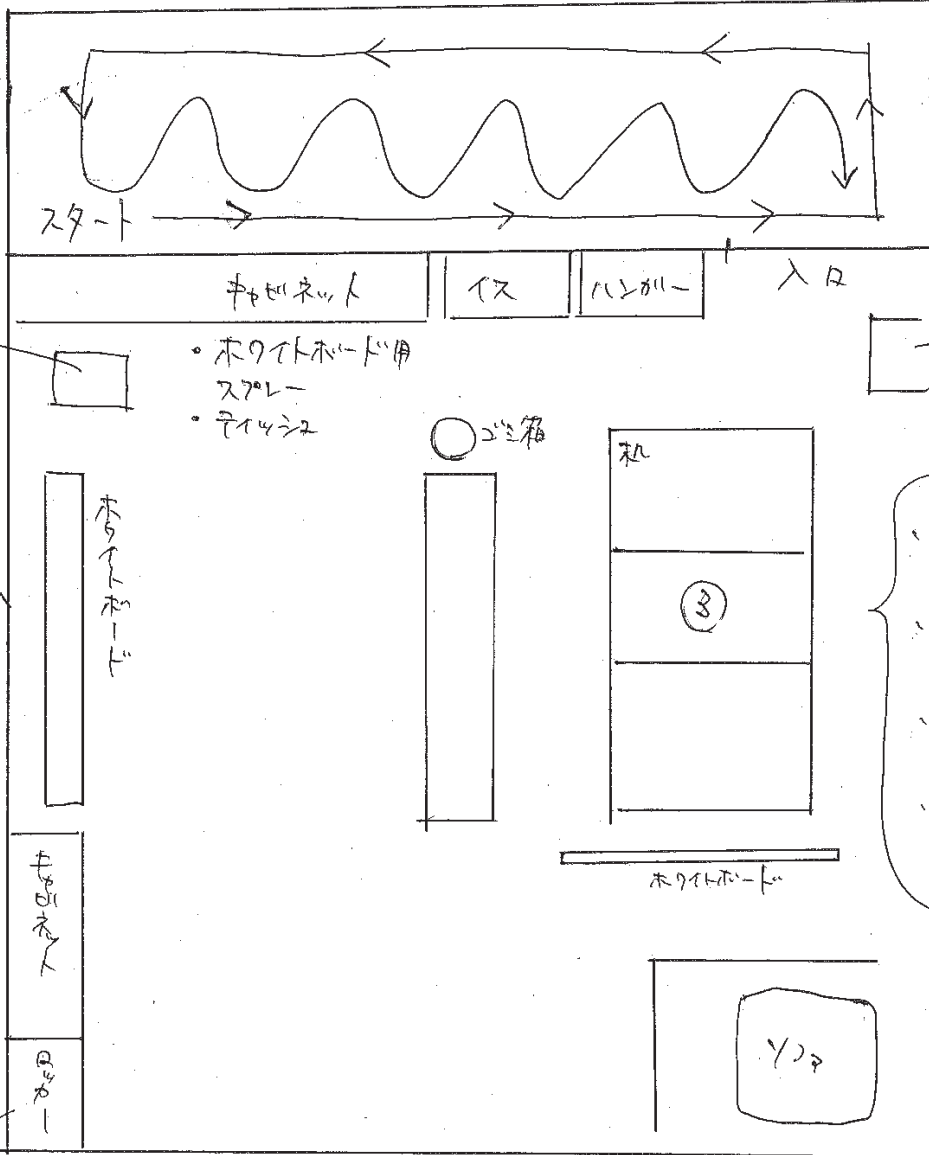 スタート
キャビネット
イス
ハンガー
入口
・ホワイトボード用
スプレー
・ティッシュ
ゴミ箱
机
ホワイトボード
3
ホワイトボード
キャビネット
ロッカー
ソファ